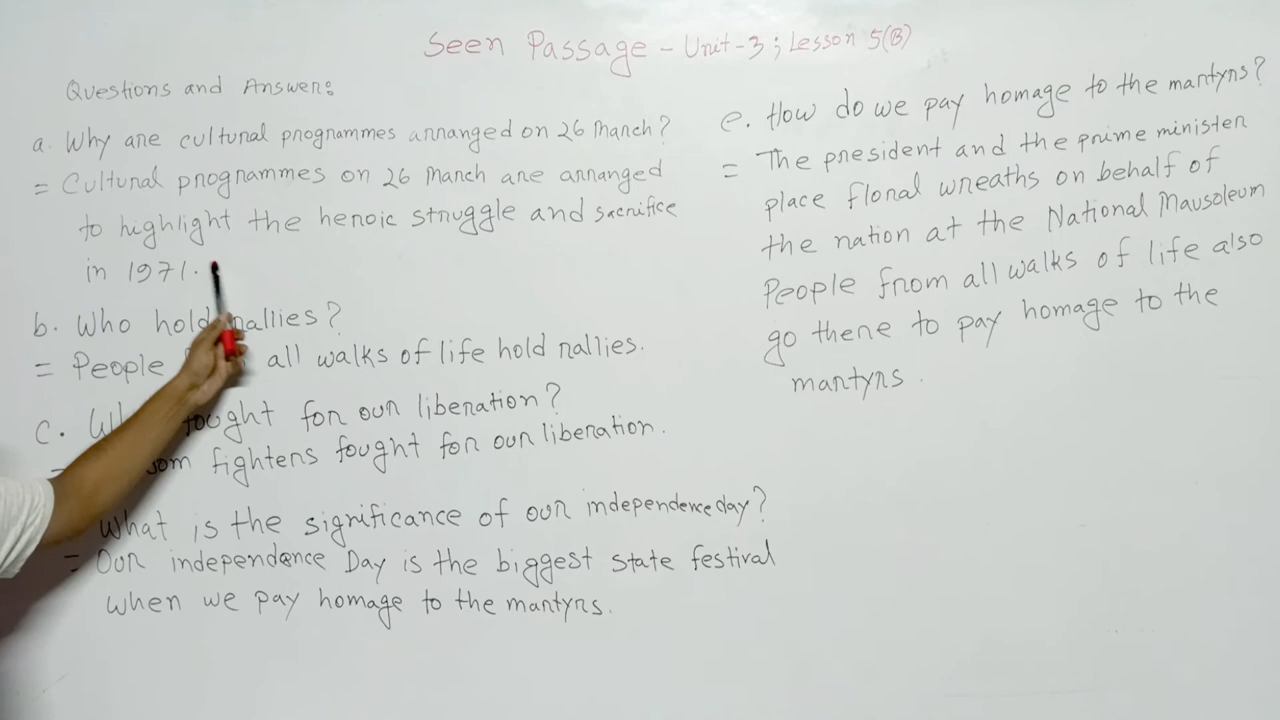 Seen Passage - Unit-3 ; Lesson 5(B)
Questions and Answer:
a. Why are cultural programmes arranged on 26 March?
= Cultural programmes on 26 March are arranged
to highlight the heroic struggle and sacrifice
in 1971.
b. Who hold rallies?
= People all walks of life hold rallies.
c. fought for our liberation?
fighters fought for our liberation.
What is the significance of our independence day?
= Our independence Day is the biggest state festival
when we pay homage to the martyrs.
e. How do we pay homage to the martyrs?
= The president and the prime minister
place floral wreaths on behalf of
the nation at the National Mausoleum
People from all walks of life also
go there to pay homage to the
martyrs.